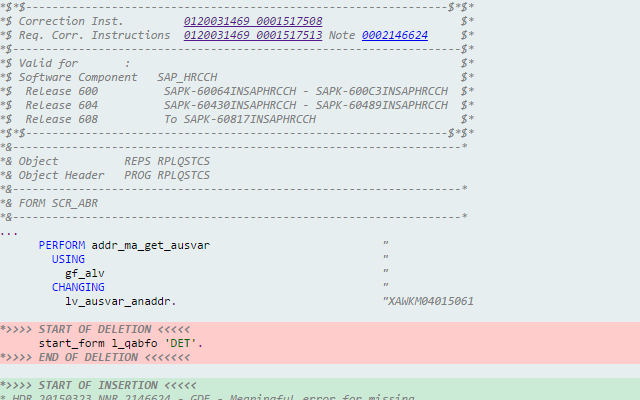 *$*$----------------------------------------------------------------$*$*
*$ Correction Inst.         0120031469 0001517508                     $*
*$ Req. Corr. Instructions  0120031469 0001517513 Note 0002146624     $*
*$--------------------------------------------------------------------$*
*$ Valid for       :                                                  $*
*$ Software Component   SAP_HRCCH                                     $*
*$  Release 600          SAPK-60064INSAPHRCCH - SAPK-600C3INSAPHRCCH  $*
*$  Release 604          SAPK-60430INSAPHRCCH - SAPK-60489INSAPHRCCH  $*
*$  Release 608          To SAPK-60817INSAPHRCCH                      $*
*$*$----------------------------------------------------------------$*$*
*&--------------------------------------------------------------------*
*& Object          REPS RPLQSTCS
*& Object Header   PROG RPLQSTCS
*&--------------------------------------------------------------------*
*& FORM SCR_ABR
*&--------------------------------------------------------------------*
...
      PERFORM addr_ma_get_ausvar                          "
        USING                                             "
          gf_alv                                          "
        CHANGING                                          "
          lv_ausvar_anaddr.                               "XAWKM04015061
*>>>> START OF DELETION <<<<<
      start_form l_qabfo 'DET'.
*>>>> END OF DELETION <<<<<<<
*>>>> START OF INSERTION <<<<<
* HDR 20150323 NNR 2146624 - GDE - Meaningful error for missing